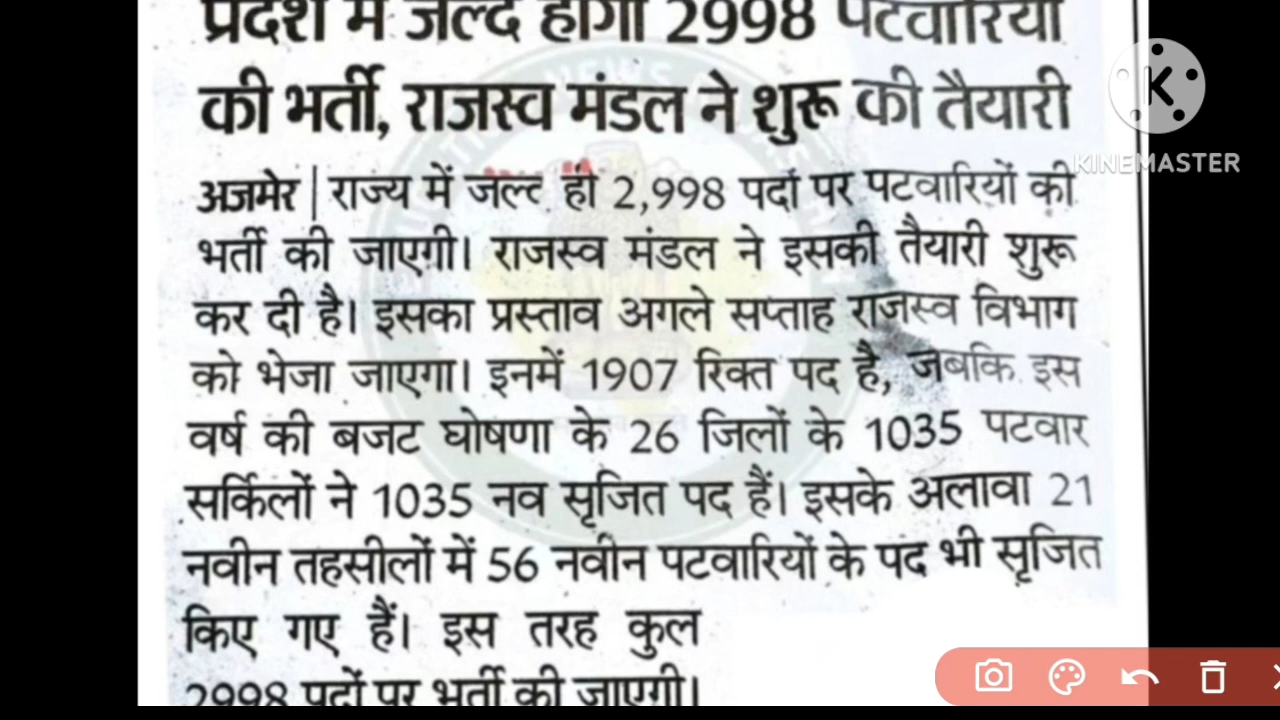 प्रदेश में जल्द होगी 2998 पटवारियों
की भर्ती, राजस्व मंडल ने शुरू की तैयारी
KINEMASTER
अजमेर | राज्य में जल्द ही 2,998 पदों पर पटवारियों की
भर्ती की जाएगी। राजस्व मंडल ने इसकी तैयारी शुरू
कर दी है। इसका प्रस्ताव अगले सप्ताह राजस्व विभाग
को भेजा जाएगा। इनमें 1907 रिक्त पद है, जबकि इस
वर्ष की बजट घोषणा के 26 जिलों के 1035 पटवार
सर्किलों ने 1035 नव सृजित पद हैं। इसके अलावा 21
नवीन तहसीलों में 56 नवीन पटवारियों के पद भी सृजित
किए गए हैं। इस तरह कुल
2998 पदों पर भर्ती की जाएगी।